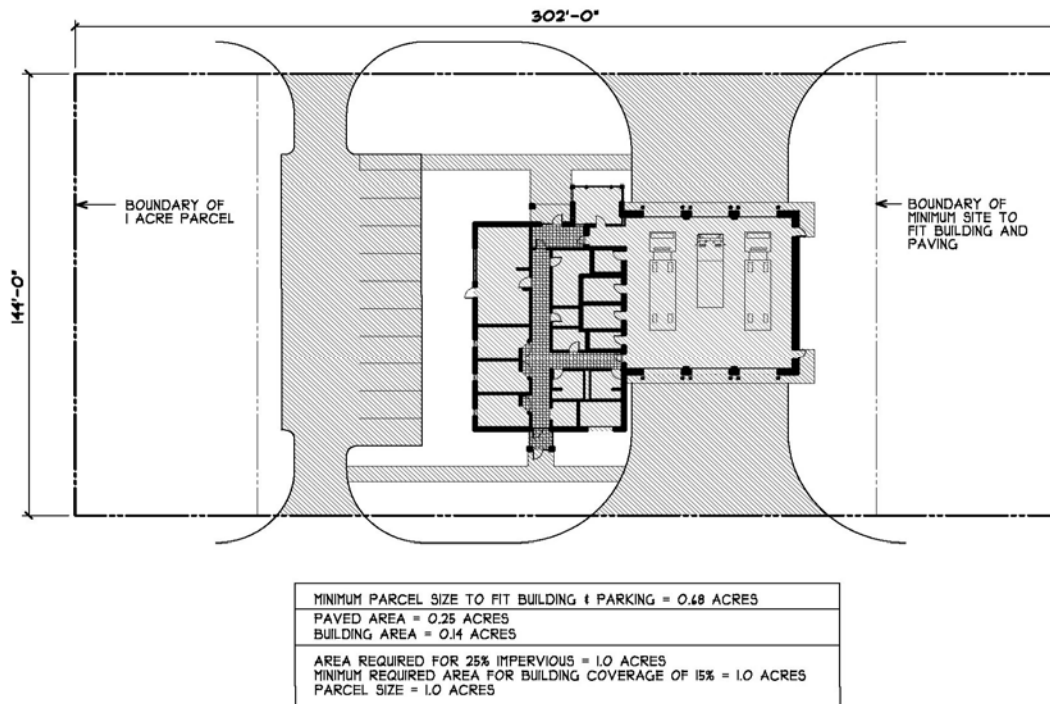 302'-0"
144'-0"
BOUNDARY OF
1 ACRE PARCEL
BOUNDARY OF
MINIMUM SITE TO
FIT BUILDING AND
PAVING
MINIMUM PARCEL SIZE TO FIT BUILDING & PARKING = 0.68 ACRES
PAVED AREA = 0.25 ACRES
BUILDING AREA = 0.14 ACRES
AREA REQUIRED FOR 25% IMPERVIOUS = 1.0 ACRES
MINIMUM REQUIRED AREA FOR BUILDING COVERAGE OF 15% = 1.0 ACRES
PARCEL SIZE = 1.0 ACRES